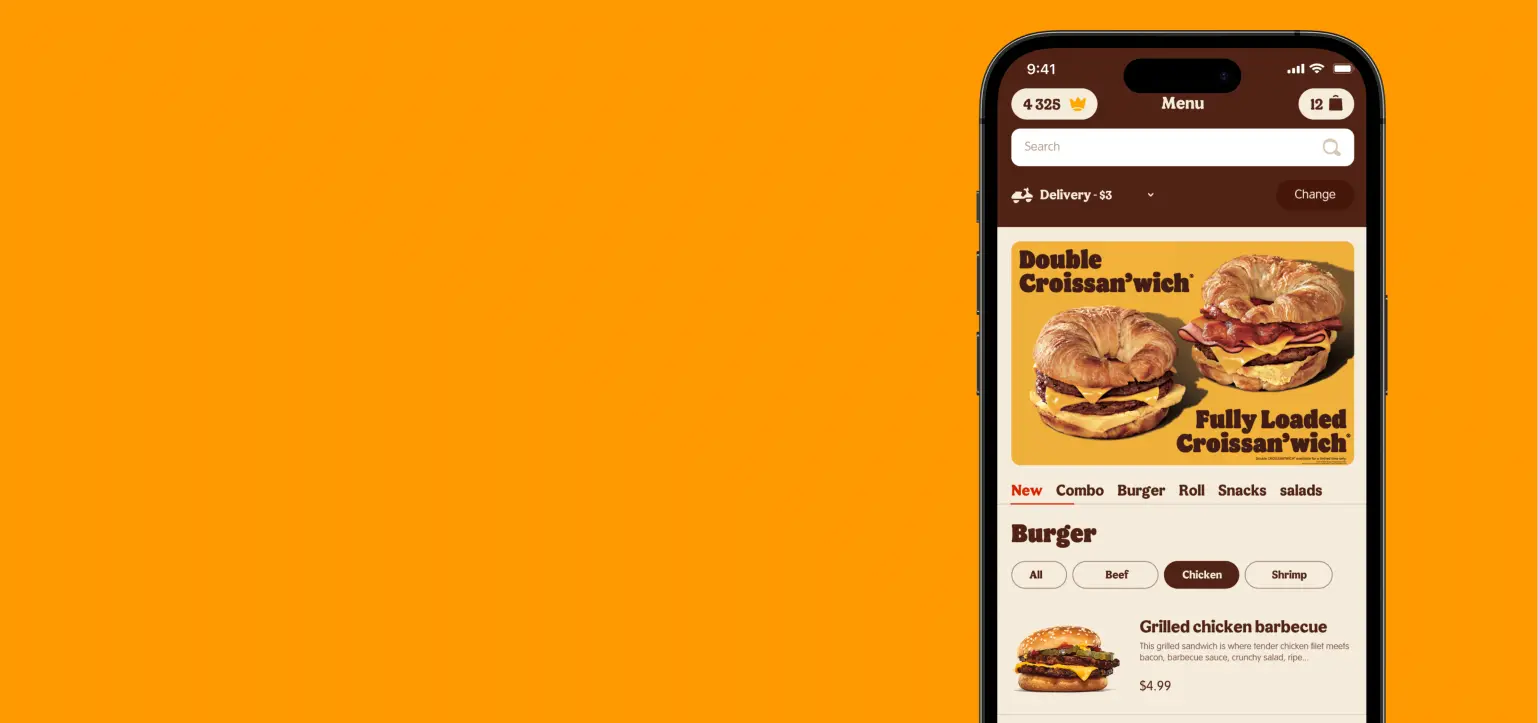 9:41
4 325
Menu
12
Search
Delivery - $3
Change
Double
Croissan’wich®
Fully Loaded
Croissan’wich®
New Combo Burger Roll Snacks salads
Burger
All Beef Chicken Shrimp
Grilled chicken barbecue
This grilled sandwich is where tender chicken filet meets
bacon, barbecue sauce, crunchy salad, ripe...
$4.99